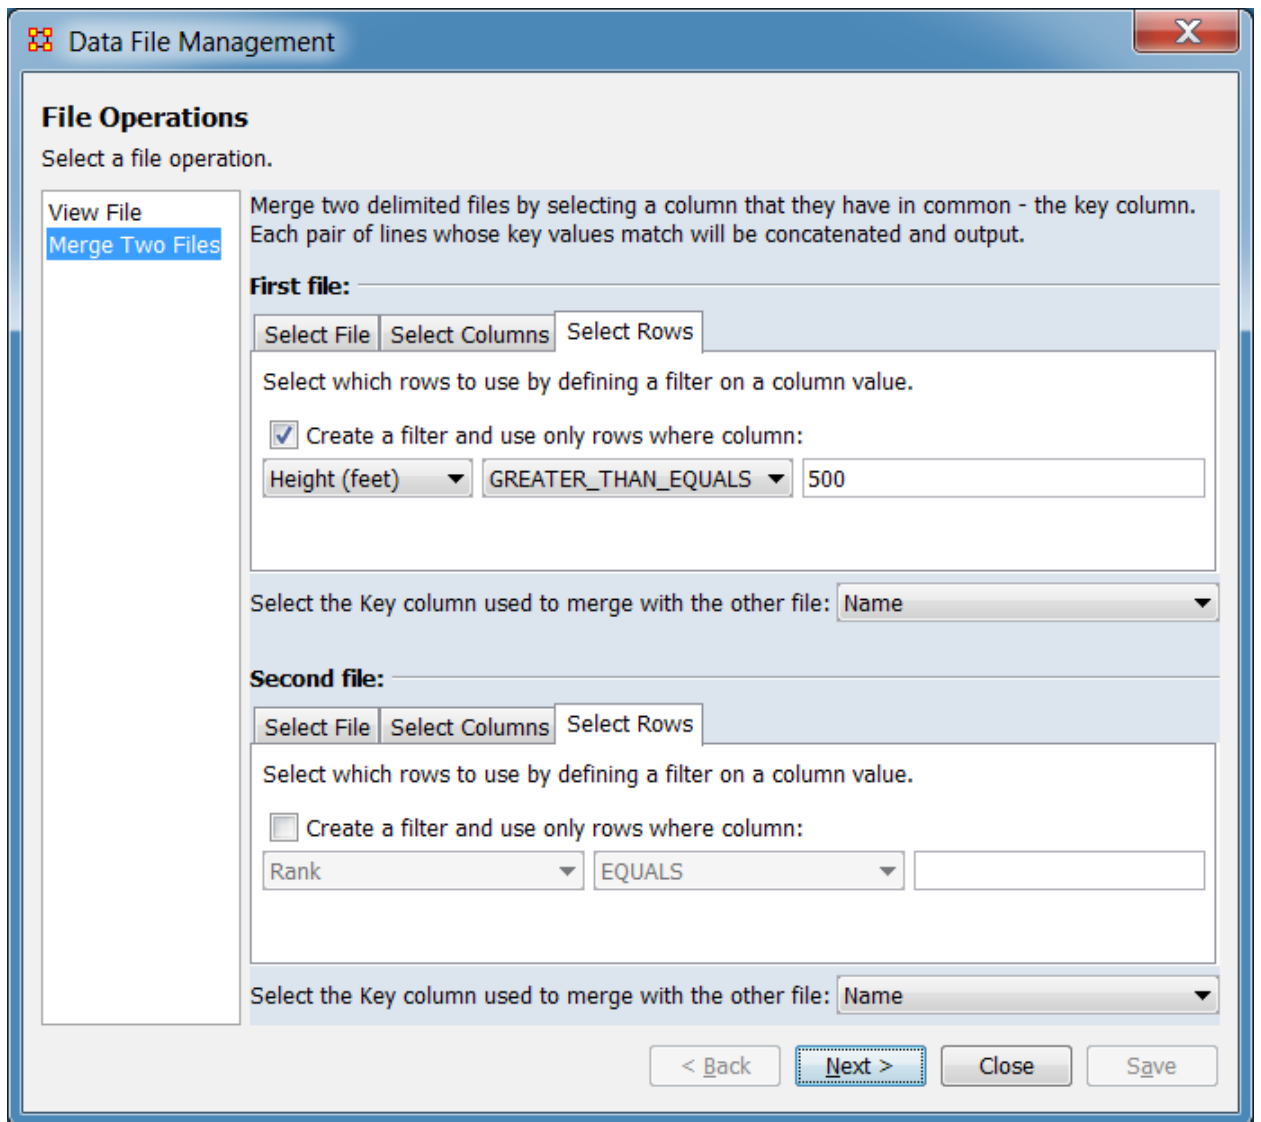 Data File Management
X
File Operations
Select a file operation.
View File
Merge Two Files
Merge two delimited files by selecting a column that they have in common - the key column.
Each pair of lines whose key values match will be concatenated and output.
First file:
Select File Select Columns Select Rows
Select which rows to use by defining a filter on a column value.
Create a filter and use only rows where column:
Height (feet) GREATER_THAN_EQUALS 500
Select the Key column used to merge with the other file: Name
Second file:
Select File Select Columns Select Rows
Select which rows to use by defining a filter on a column value.
Create a filter and use only rows where column:
Rank EQUALS
Select the Key column used to merge with the other file: Name
< Back Next > Close Save